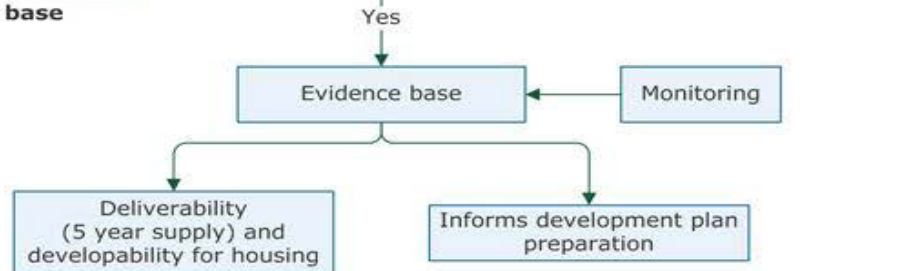 base
Yes
Evidence base
Monitoring
Deliverability
(5 year supply) and
developability for housing
Informs development plan
preparation